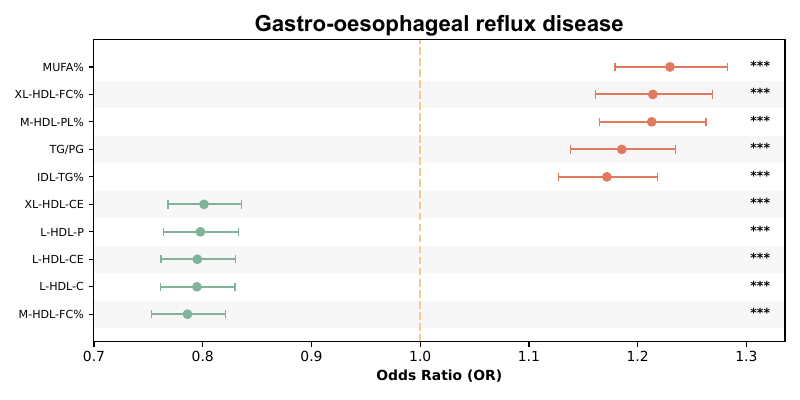 Gastro-oesophageal reflux disease
MUFA% ***
XL-HDL-FC% ***
M-HDL-PL% ***
TG/PG ***
IDL-TG% ***
XL-HDL-CE ***
L-HDL-P ***
L-HDL-CE ***
L-HDL-C ***
M-HDL-FC% ***
0.7 0.8 0.9 1.0 1.1 1.2 1.3
Odds Ratio (OR)